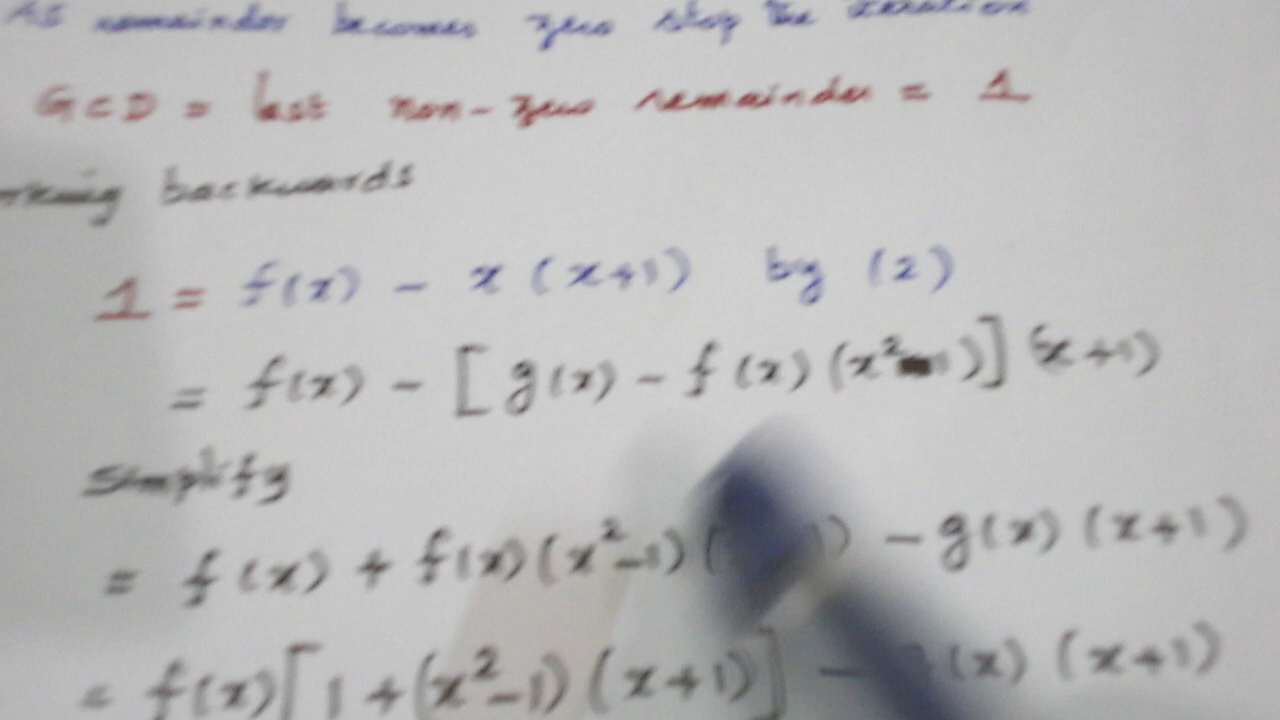 As remainder becomes zero stop the iteration
GCD = last non-zero remainder = 1
backwards
1 = f(x) - x (x+1) by (2)
= f(x) - [g(x) - f(x) (x²-1)] (x+1)
Simplify
= f(x) + f(x) (x²-1) ( ) - g(x) (x+1)
= f(x) [1 + (x²-1) (x+1)] - (x) (x+1)